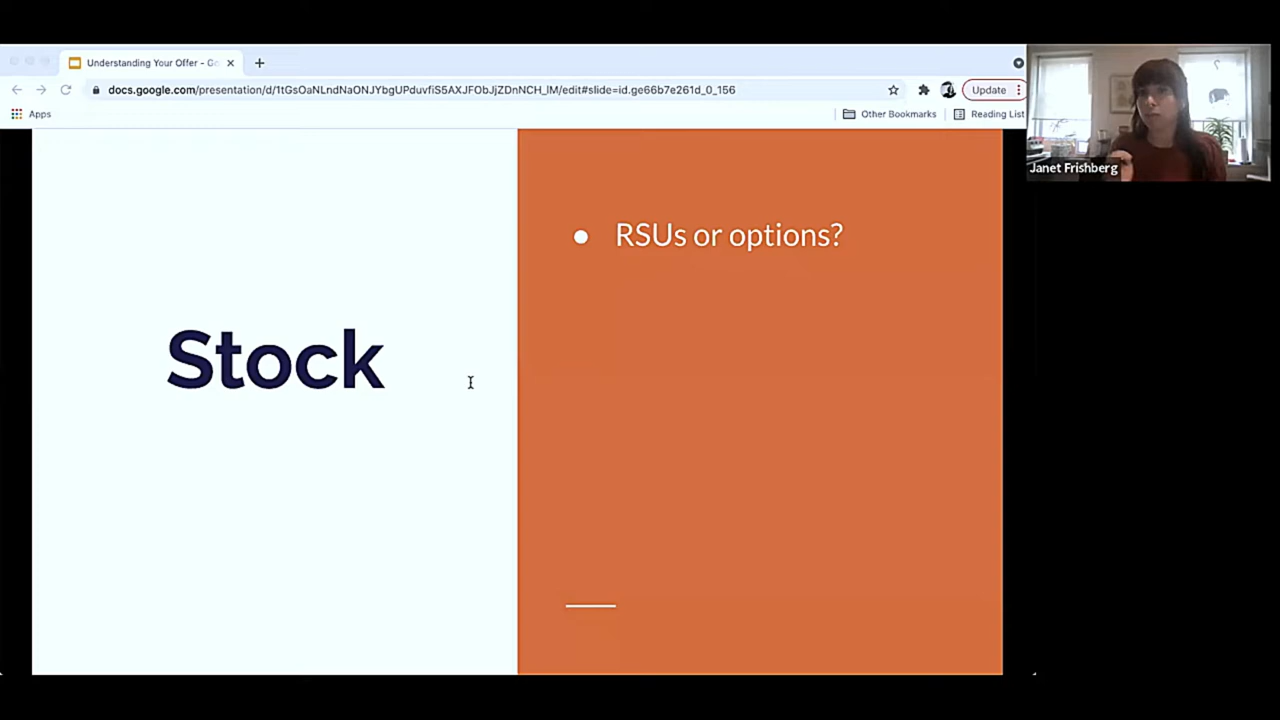 Understanding Your Offer - Go
docs.google.com/presentation/d/1tGsOaNLndNaONJYbgUPduvfiS5AXJFObJjZDnNCH_lM/edit#slide=id.ge66b7e261d_0_156
Update
Apps
Other Bookmarks
Reading List
Janet Frishberg
Stock
● RSUs or options?